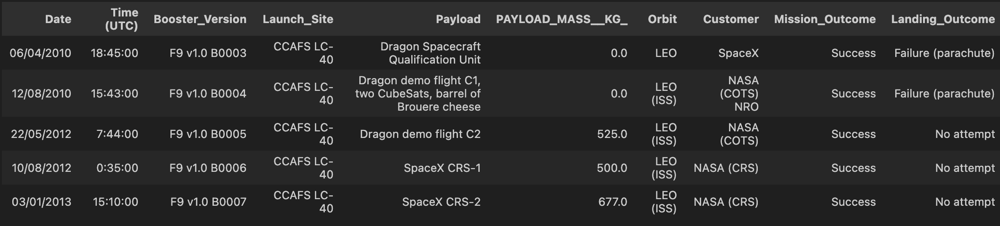 Date Time (UTC) Booster_Version Launch_Site Payload PAYLOAD_MASS__KG_ Orbit Customer Mission_Outcome Landing_Outcome
06/04/2010 18:45:00 F9 v1.0 B0003 CCAFS LC-40 Dragon Spacecraft Qualification Unit 0.0 LEO SpaceX Success Failure (parachute)
12/08/2010 15:43:00 F9 v1.0 B0004 CCAFS LC-40 Dragon demo flight C1, two CubeSats, barrel of Brouere cheese 0.0 LEO (ISS) NASA (COTS) NRO Success Failure (parachute)
22/05/2012 7:44:00 F9 v1.0 B0005 CCAFS LC-40 Dragon demo flight C2 525.0 LEO (ISS) NASA (COTS) Success No attempt
10/08/2012 0:35:00 F9 v1.0 B0006 CCAFS LC-40 SpaceX CRS-1 500.0 LEO (ISS) NASA (CRS) Success No attempt
03/01/2013 15:10:00 F9 v1.0 B0007 CCAFS LC-40 SpaceX CRS-2 677.0 LEO (ISS) NASA (CRS) Success No attempt